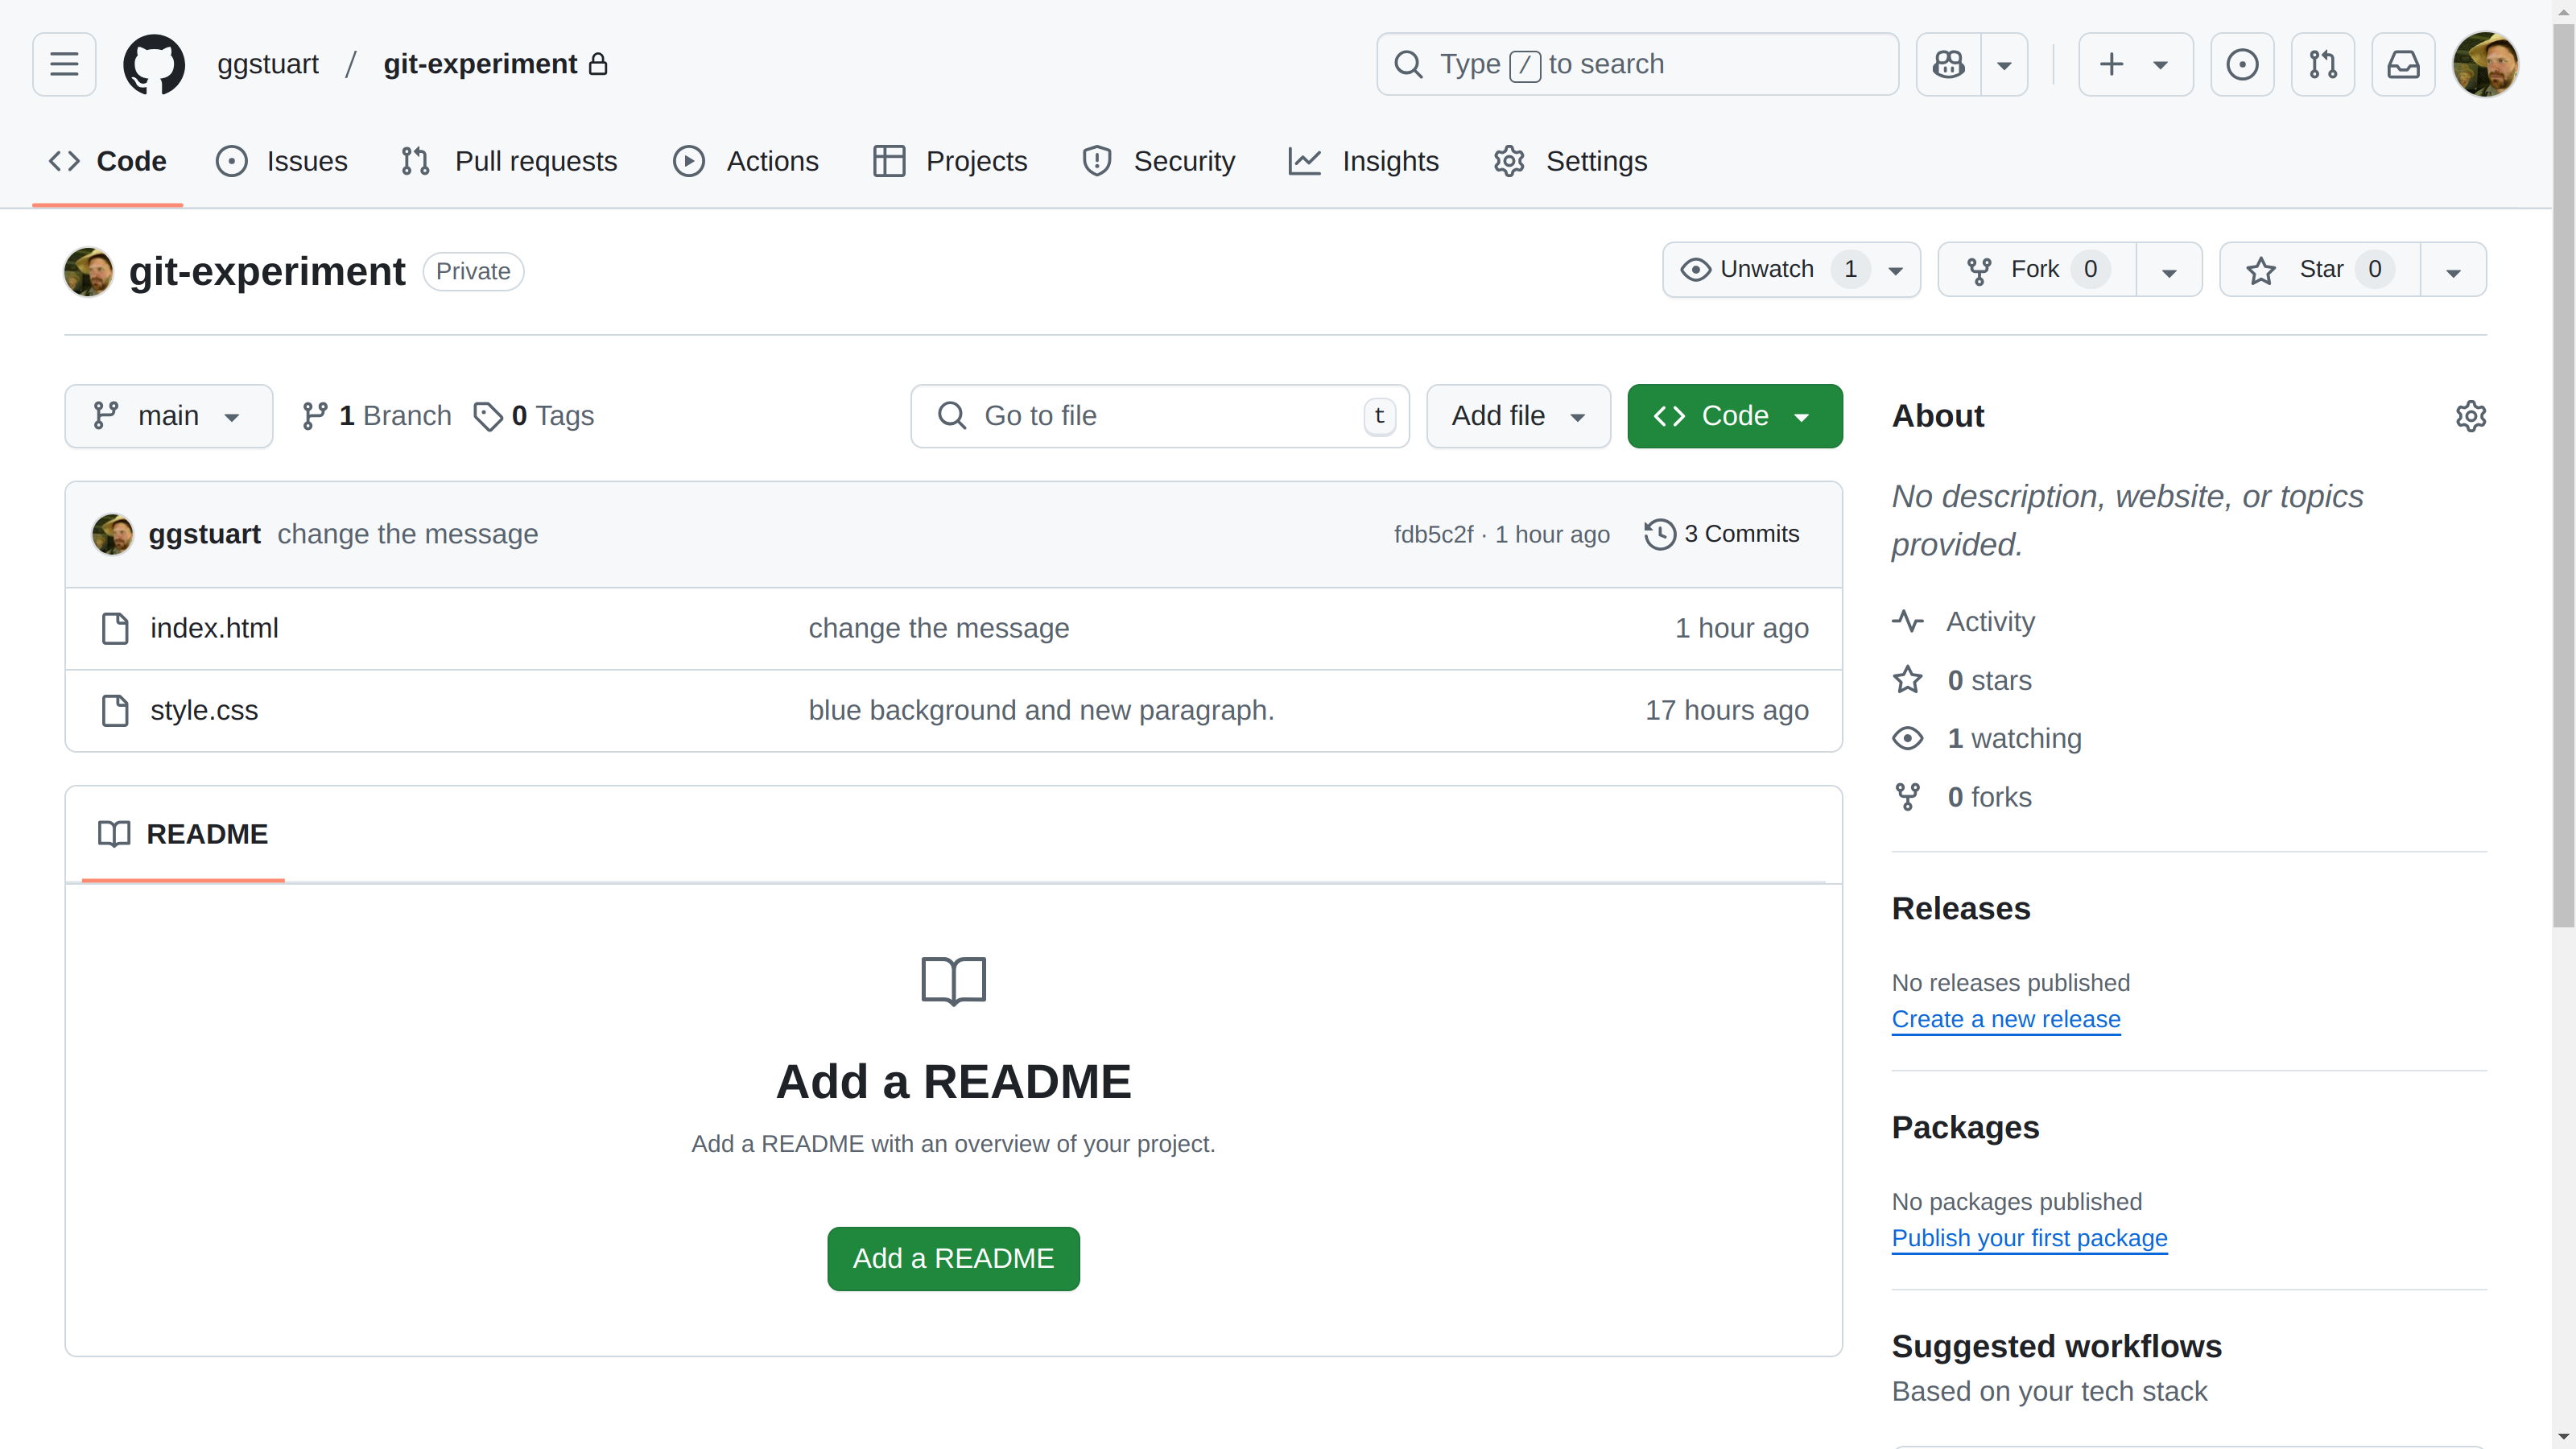 ggstuart / git-experiment
Type / to search
Code Issues Pull requests Actions Projects Security Insights Settings
git-experiment Private
Unwatch 1 Fork 0 Star 0
main 1 Branch 0 Tags
Go to file t Add file Code
ggstuart change the message fdb5c2f · 1 hour ago 3 Commits
index.html change the message 1 hour ago
style.css blue background and new paragraph. 17 hours ago
README
Add a README
Add a README with an overview of your project.
Add a README
About
No description, website, or topics
provided.
Activity
0 stars
1 watching
0 forks
Releases
No releases published
Create a new release
Packages
No packages published
Publish your first package
Suggested workflows
Based on your tech stack